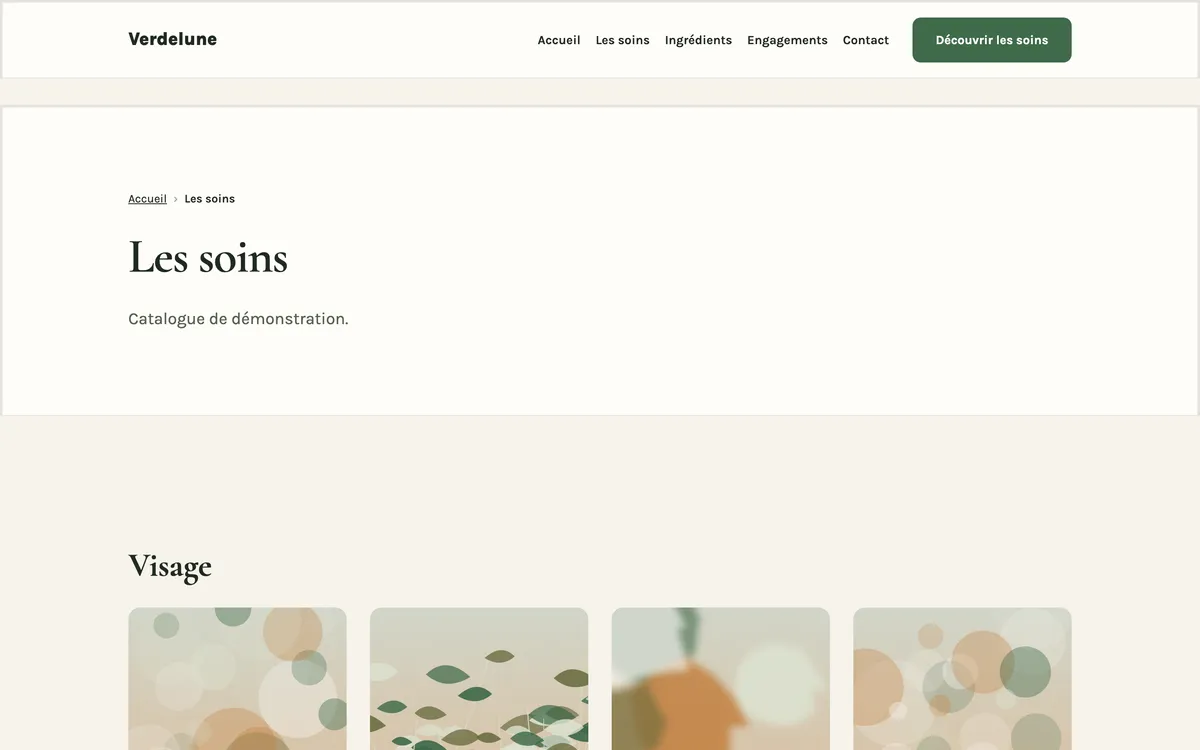 Verdelune
Accueil Les soins Ingrédients Engagements Contact Découvrir les soins
Accueil › Les soins
Les soins
Catalogue de démonstration.
Visage